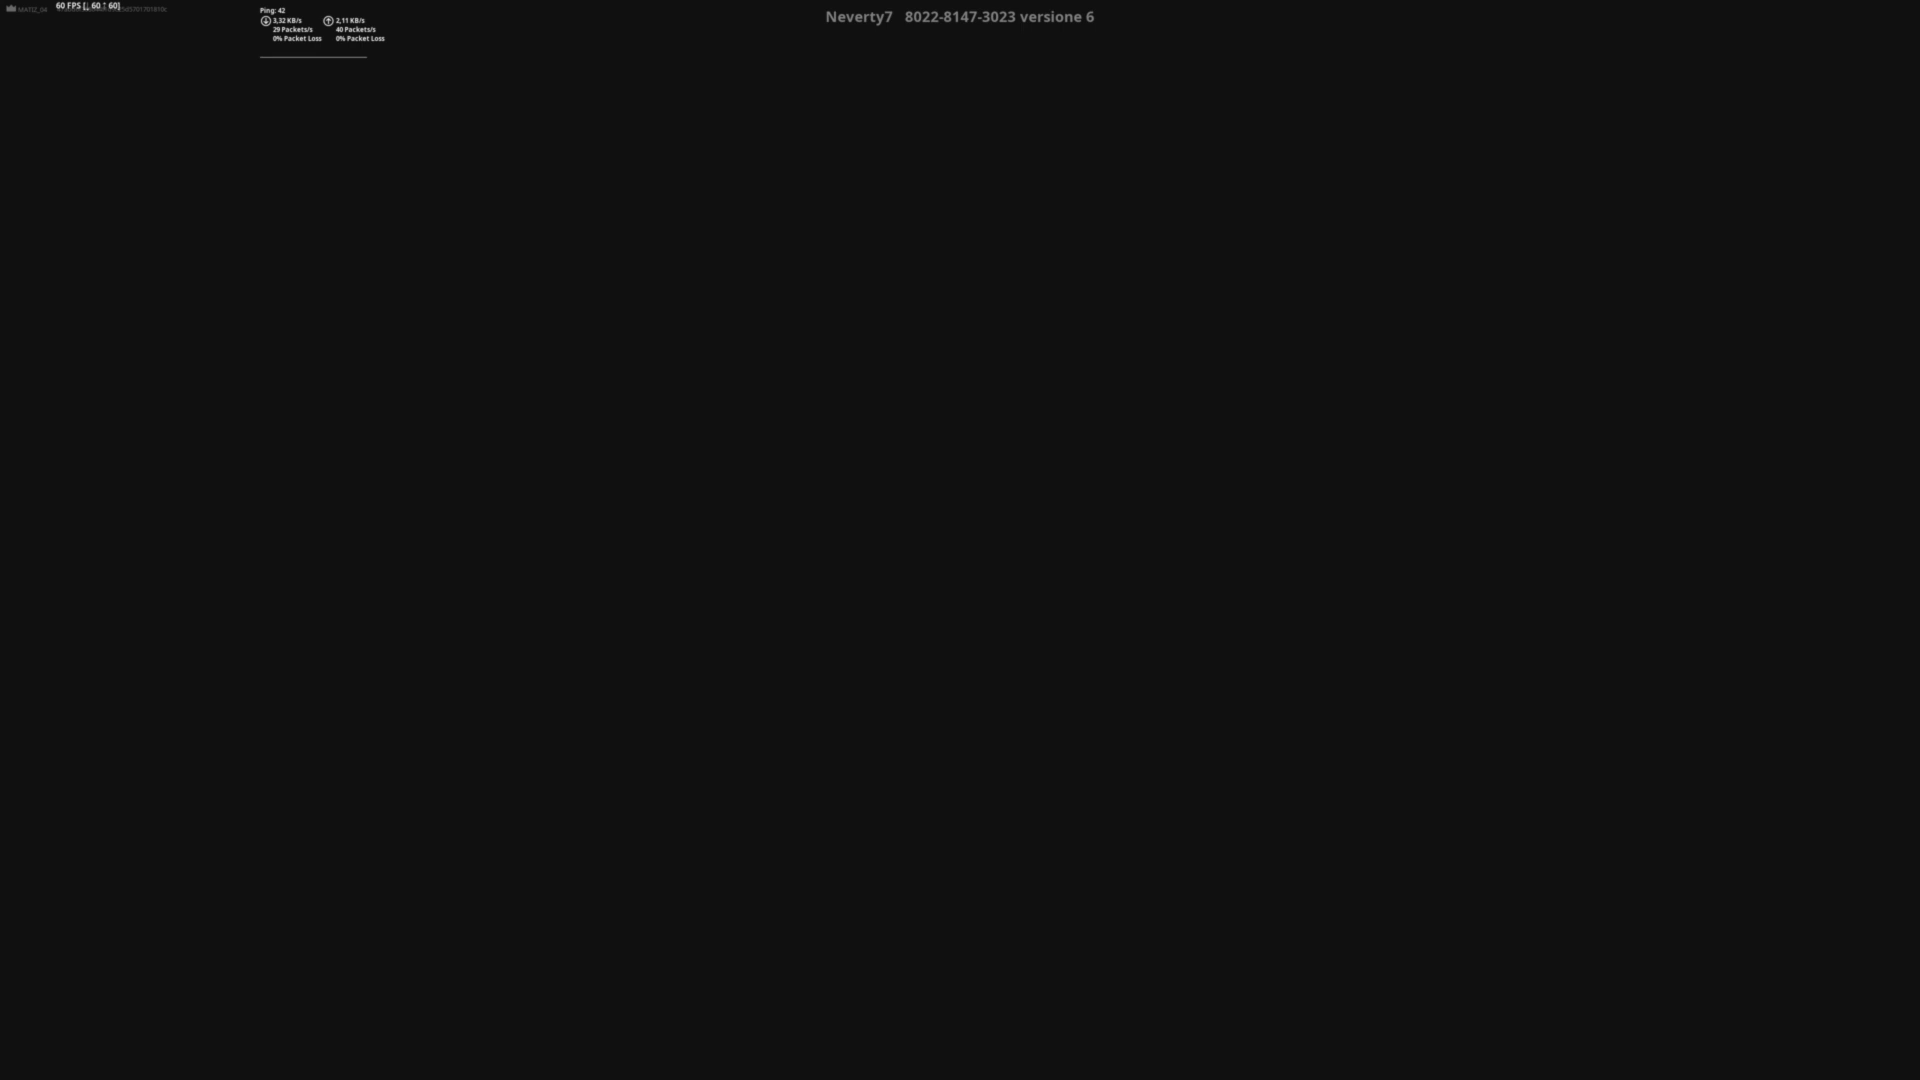 MATIZ_04
60 FPS [↓ 60 ↑ 60]
Ping: 42
3,32 KB/s 2,11 KB/s
29 Packets/s 40 Packets/s
0% Packet Loss 0% Packet Loss
Neverty7 8022-8147-3023 versione 6